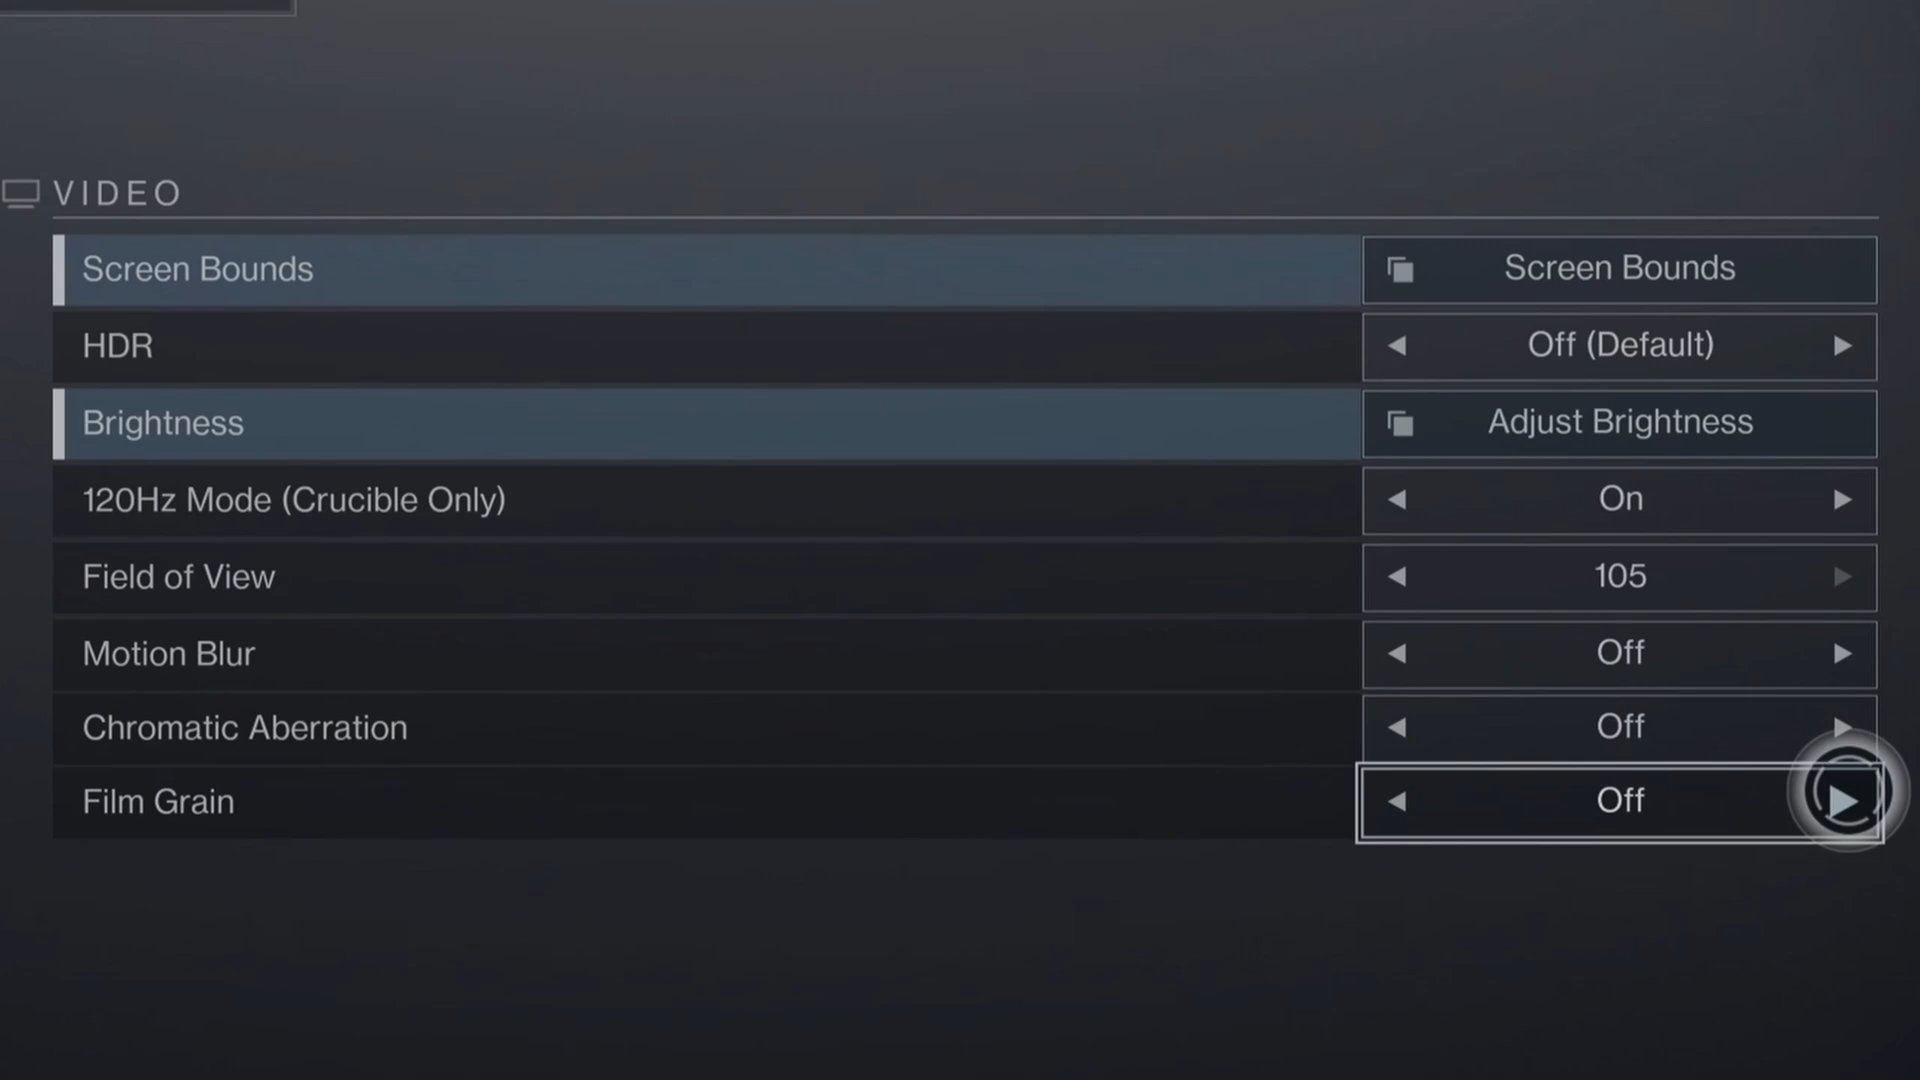 VIDEO
Screen Bounds Screen Bounds
HDR Off (Default)
Brightness Adjust Brightness
120Hz Mode (Crucible Only) On
Field of View 105
Motion Blur Off
Chromatic Aberration Off
Film Grain Off